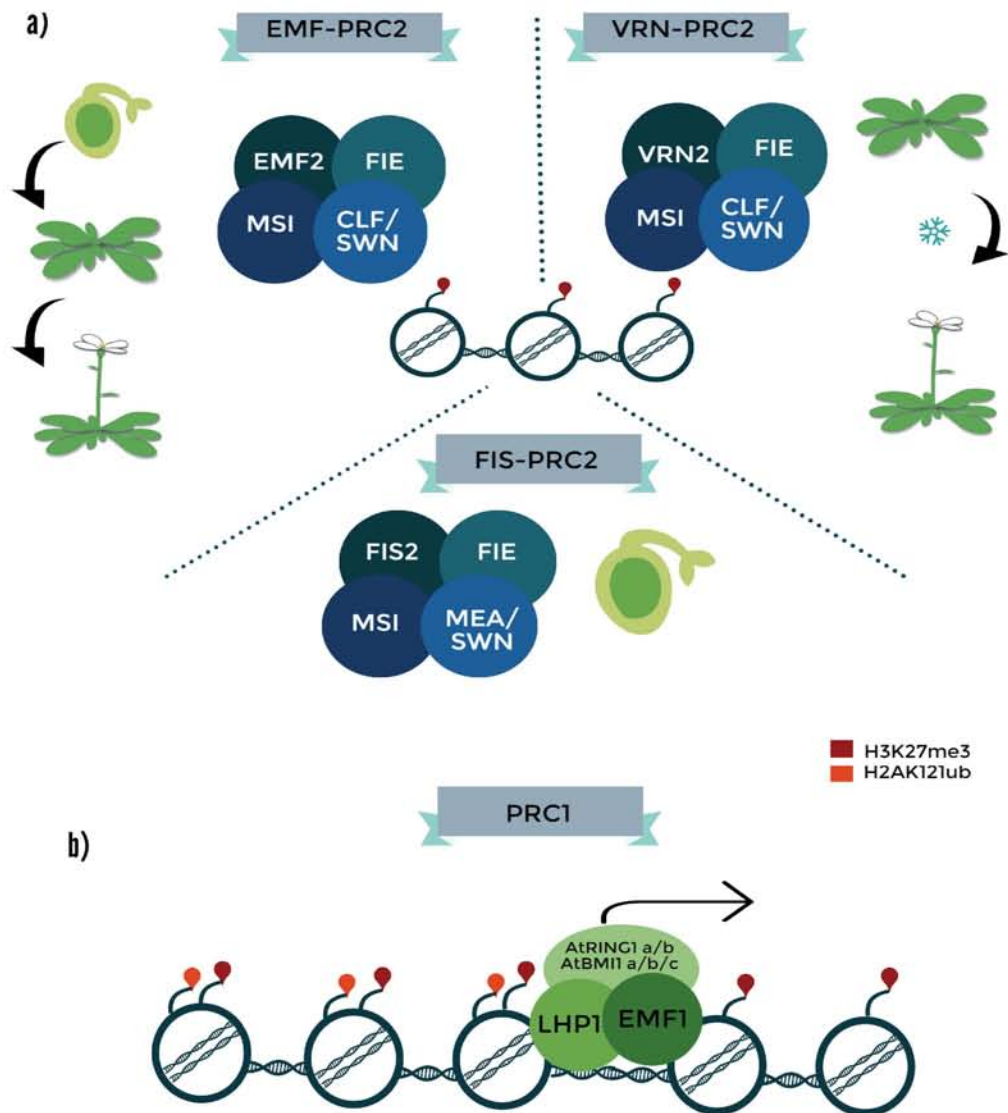 a)
EMF-PRC2
VRN-PRC2
EMF2
FIE
MSI
CLF/
SWN
VRN2
FIE
MSI
CLF/
SWN
FIS-PRC2
FIS2
FIE
MSI
MEA/
SWN
H3K27me3
H2AK121ub
PRC1
b)
AtRING1 a/b
AtBMI1 a/b/c
LHP1
EMF1